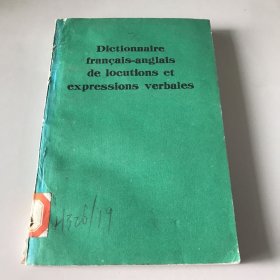 Dictionnaire
français-anglais
de locutions et
expressions verbales